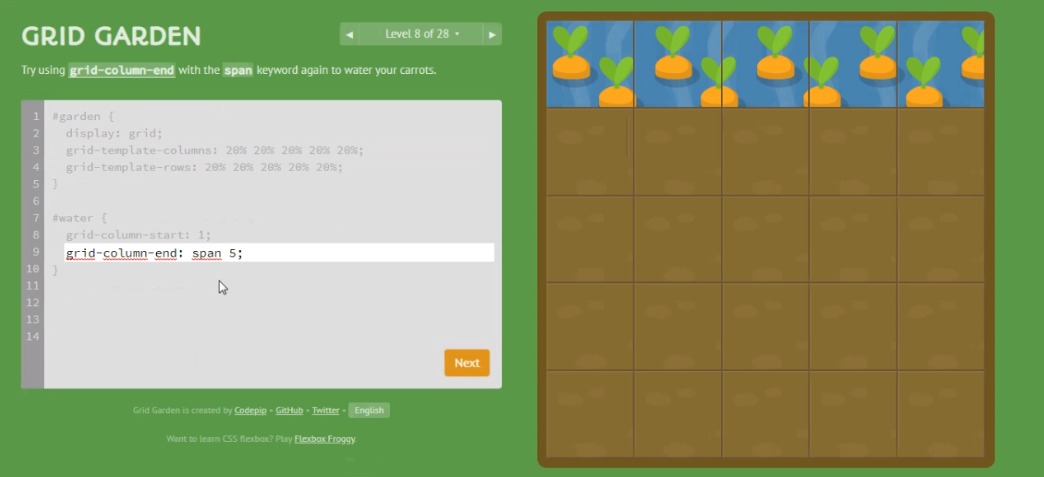 GRID GARDEN
◀ Level 8 of 28 ▾ ▶
Try using grid-column-end with the span keyword again to water your carrots.
1 #garden {
2 display: grid;
3 grid-template-columns: 20% 20% 20% 20% 20%;
4 grid-template-rows: 20% 20% 20% 20% 20%;
5 }
6
7 #water {
8 grid-column-start: 1;
9 grid-column-end: span 5;
10 }
11
12
13
14
Next
Grid Garden is created by Codepip • GitHub • Twitter • English
Want to learn CSS flexbox? Play Flexbox Froggy.